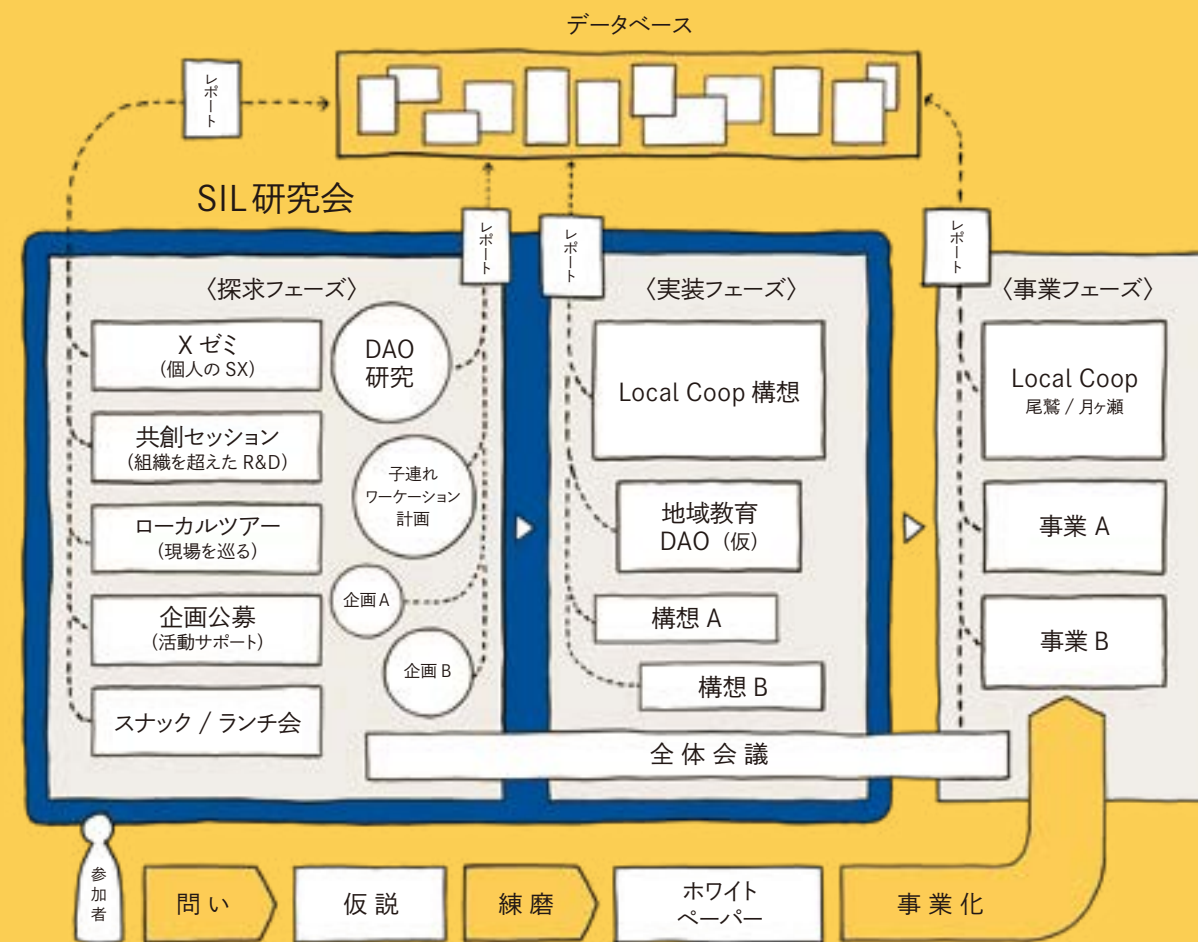 データベース
レポート
SIL 研究会
レポート
レポート
レポート
〈探求フェーズ〉
X ゼミ
(個人の SX)
共創セッション
(組織を超えた R&D)
ローカルツアー
(現場を巡る)
企画公募
(活動サポート)
スナック / ランチ会
DAO
研究
子連れ
ワーケーション
計画
企画 A
企画 B
〈実装フェーズ〉
Local Coop 構想
地域教育
DAO（仮）
構想 A
構想 B
〈事業フェーズ〉
Local Coop
尾鷲 / 月ヶ瀬
事業 A
事業 B
全体会議
参加者
問い
仮説
練磨
ホワイト
ペーパー
事業化